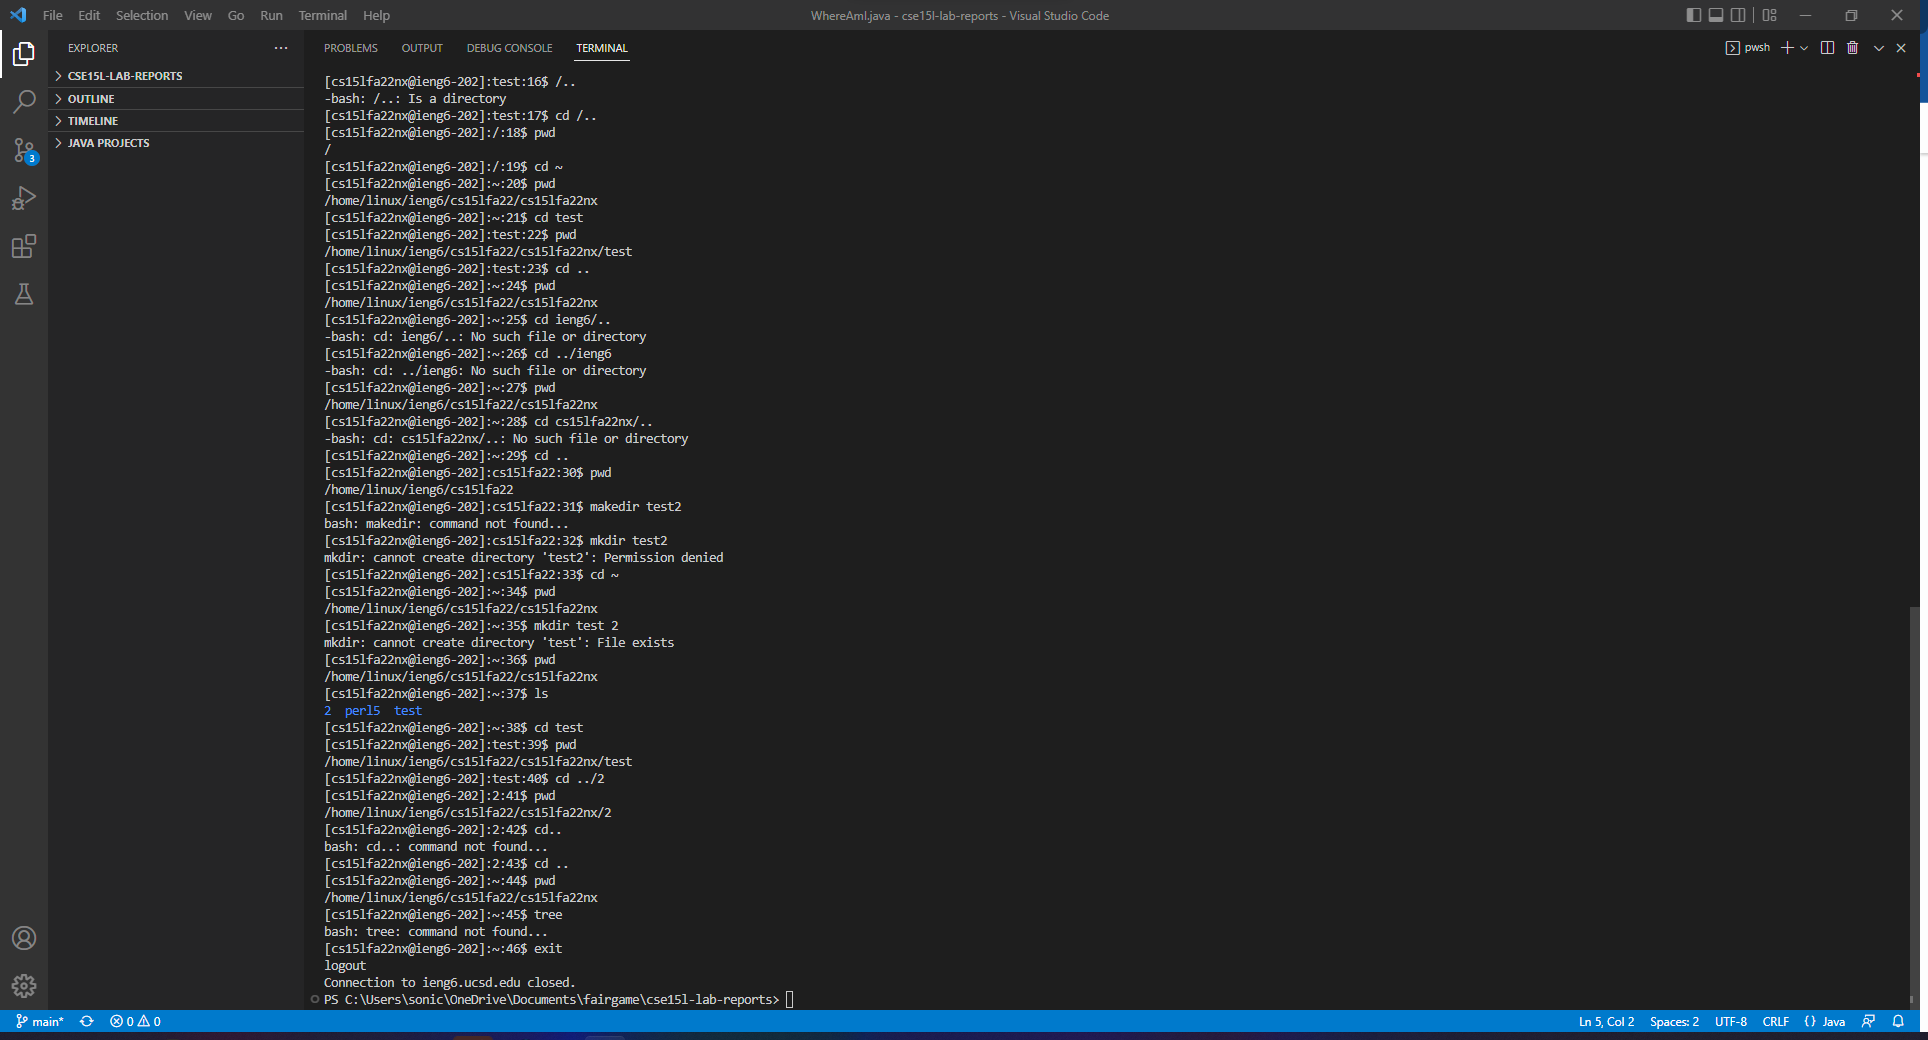 File Edit Selection View Go Run Terminal Help
WhereAmI.java - cse15l-lab-reports - Visual Studio Code
EXPLORER
CSE15L-LAB-REPORTS
OUTLINE
TIMELINE
JAVA PROJECTS
3
PROBLEMS OUTPUT DEBUG CONSOLE TERMINAL
pwsh
[cs15lfa22nx@ieng6-202]:test:16$ /..
-bash: /..: Is a directory
[cs15lfa22nx@ieng6-202]:test:17$ cd /..
[cs15lfa22nx@ieng6-202]:/:18$ pwd
/
[cs15lfa22nx@ieng6-202]:/:19$ cd ~
[cs15lfa22nx@ieng6-202]:~:20$ pwd
/home/linux/ieng6/cs15lfa22/cs15lfa22nx
[cs15lfa22nx@ieng6-202]:~:21$ cd test
[cs15lfa22nx@ieng6-202]:test:22$ pwd
/home/linux/ieng6/cs15lfa22/cs15lfa22nx/test
[cs15lfa22nx@ieng6-202]:test:23$ cd ..
[cs15lfa22nx@ieng6-202]:~:24$ pwd
/home/linux/ieng6/cs15lfa22/cs15lfa22nx
[cs15lfa22nx@ieng6-202]:~:25$ cd ieng6/..
-bash: cd: ieng6/..: No such file or directory
[cs15lfa22nx@ieng6-202]:~:26$ cd ../ieng6
-bash: cd: ../ieng6: No such file or directory
[cs15lfa22nx@ieng6-202]:~:27$ pwd
/home/linux/ieng6/cs15lfa22/cs15lfa22nx
[cs15lfa22nx@ieng6-202]:~:28$ cd cs15lfa22nx/..
-bash: cd: cs15lfa22nx/..: No such file or directory
[cs15lfa22nx@ieng6-202]:~:29$ cd ..
[cs15lfa22nx@ieng6-202]:cs15lfa22:30$ pwd
/home/linux/ieng6/cs15lfa22
[cs15lfa22nx@ieng6-202]:cs15lfa22:31$ makedir test2
bash: makedir: command not found...
[cs15lfa22nx@ieng6-202]:cs15lfa22:32$ mkdir test2
mkdir: cannot create directory 'test2': Permission denied
[cs15lfa22nx@ieng6-202]:cs15lfa22:33$ cd ~
[cs15lfa22nx@ieng6-202]:~:34$ pwd
/home/linux/ieng6/cs15lfa22/cs15lfa22nx
[cs15lfa22nx@ieng6-202]:~:35$ mkdir test 2
mkdir: cannot create directory 'test': File exists
[cs15lfa22nx@ieng6-202]:~:36$ pwd
/home/linux/ieng6/cs15lfa22/cs15lfa22nx
[cs15lfa22nx@ieng6-202]:~:37$ ls
2 perl5 test
[cs15lfa22nx@ieng6-202]:~:38$ cd test
[cs15lfa22nx@ieng6-202]:test:39$ pwd
/home/linux/ieng6/cs15lfa22/cs15lfa22nx/test
[cs15lfa22nx@ieng6-202]:test:40$ cd ../2
[cs15lfa22nx@ieng6-202]:2:41$ pwd
/home/linux/ieng6/cs15lfa22/cs15lfa22nx/2
[cs15lfa22nx@ieng6-202]:2:42$ cd..
bash: cd..: command not found...
[cs15lfa22nx@ieng6-202]:2:43$ cd ..
[cs15lfa22nx@ieng6-202]:~:44$ pwd
/home/linux/ieng6/cs15lfa22/cs15lfa22nx
[cs15lfa22nx@ieng6-202]:~:45$ tree
bash: tree: command not found...
[cs15lfa22nx@ieng6-202]:~:46$ exit
logout
Connection to ieng6.ucsd.edu closed.
PS C:\Users\sonic\OneDrive\Documents\fairgame\cse15l-lab-reports>
main* 0 0
Ln 5, Col 2 Spaces: 2 UTF-8 CRLF {} Java